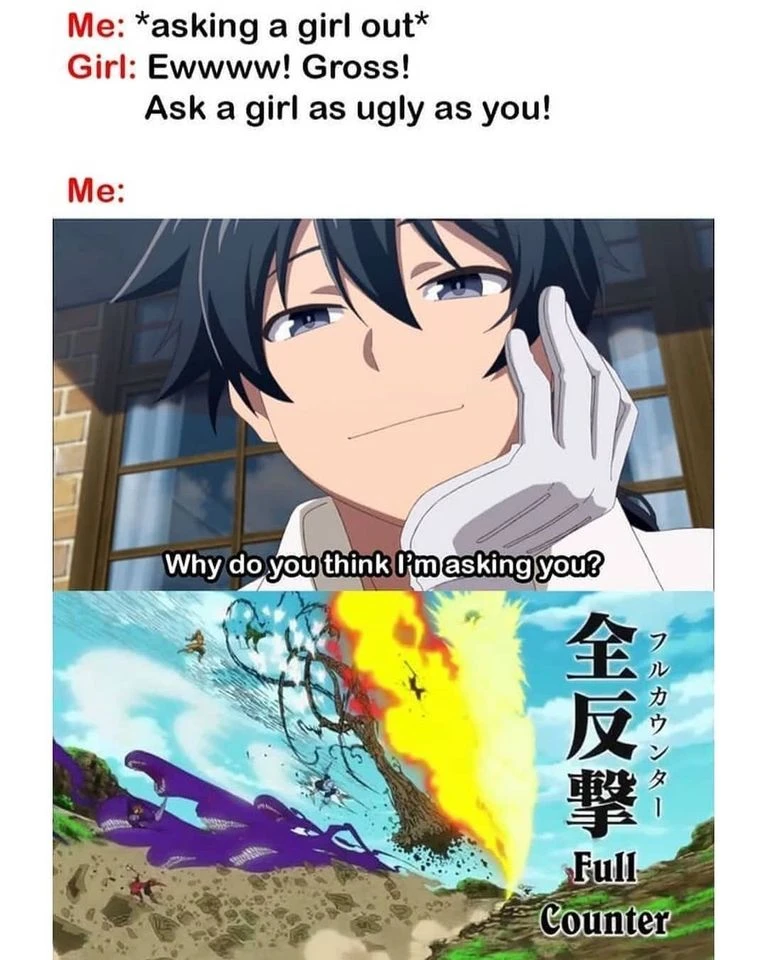 Me: *asking a girl out*
Girl: Ewwww! Gross!
Ask a girl as ugly as you!
Me:
Why do you think I'm asking you?
全反撃
フルカウンター
Full
Counter